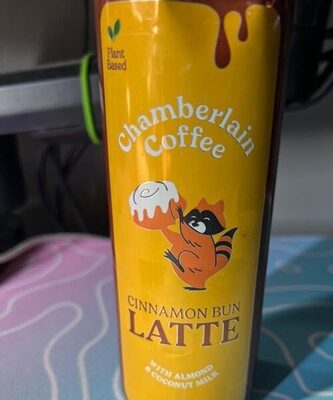 Plant
Based
Chamberlain
Coffee
CINNAMON BUN
LATTE
WITH ALMOND
& COCONUT MILK